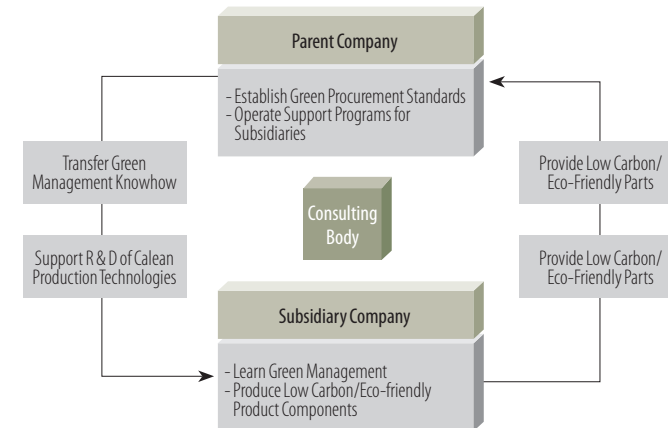 Parent Company
- Establish Green Procurement Standards
- Operate Support Programs for
Subsidiaries
Transfer Green
Management Knowhow
Support R & D of Calean
Production Technologies
Consulting
Body
Provide Low Carbon/
Eco-Friendly Parts
Provide Low Carbon/
Eco-Friendly Parts
Subsidiary Company
- Learn Green Management
- Produce Low Carbon/Eco-friendly
Product Components